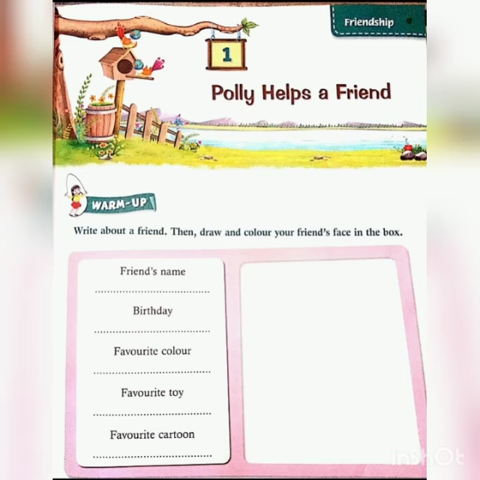 Friendship
1
Polly Helps a Friend
WARM-UP
Write about a friend. Then, draw and colour your friend's face in the box.
Friend's name
Birthday
Favourite colour
Favourite toy
Favourite cartoon
InShOt